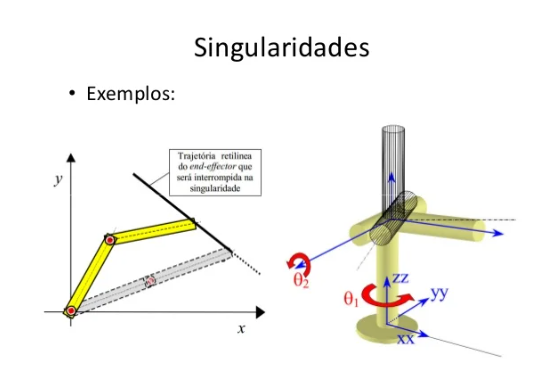 Singularidades
• Exemplos:
Trajetória retilínea
do end-effector que
será interrompida na
singularidade
y
x
θ2
θ1
zz
yy
xx